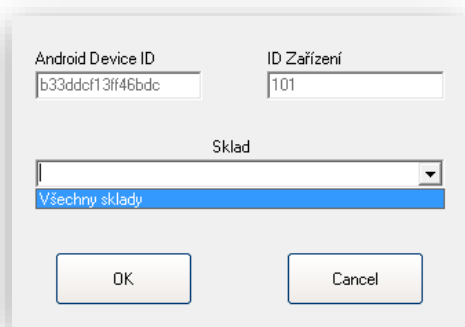 Android Device ID
ID Zařízení
b33ddcf13ff46bdc
101
Sklad
Všechny sklady
OK
Cancel